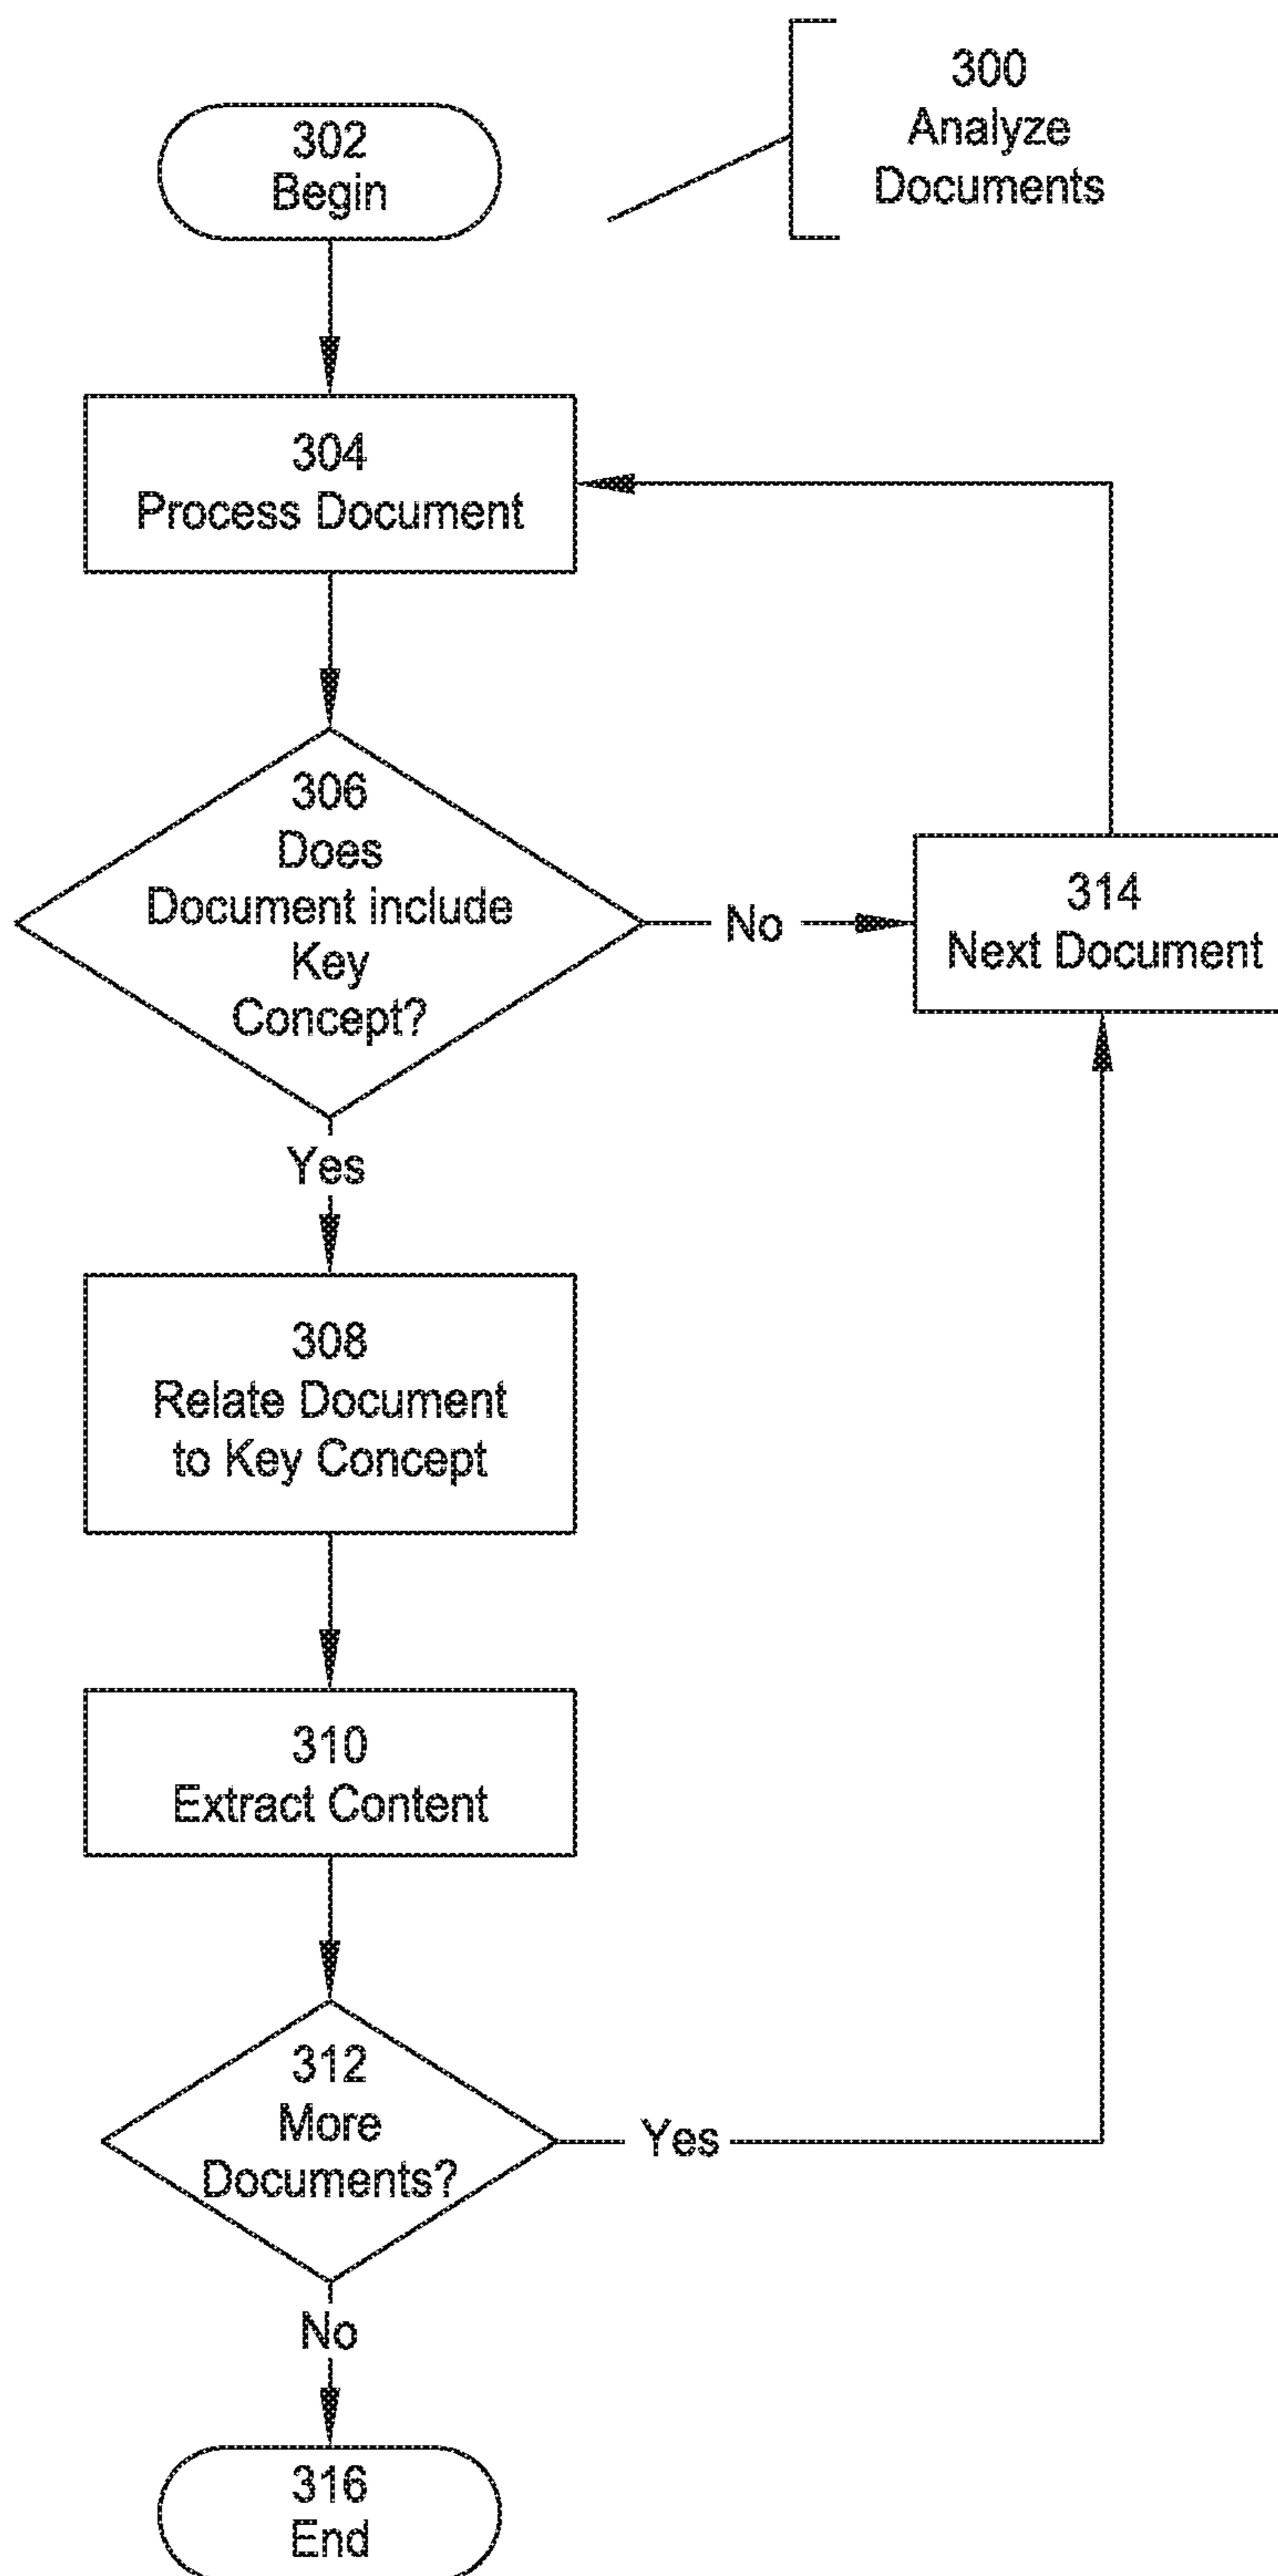 300
Analyze
Documents
302
Begin
304
Process Document
306
Does
Document include
Key
Concept?
No
314
Next Document
Yes
308
Relate Document
to Key Concept
310
Extract Content
312
More
Documents?
Yes
No
316
End